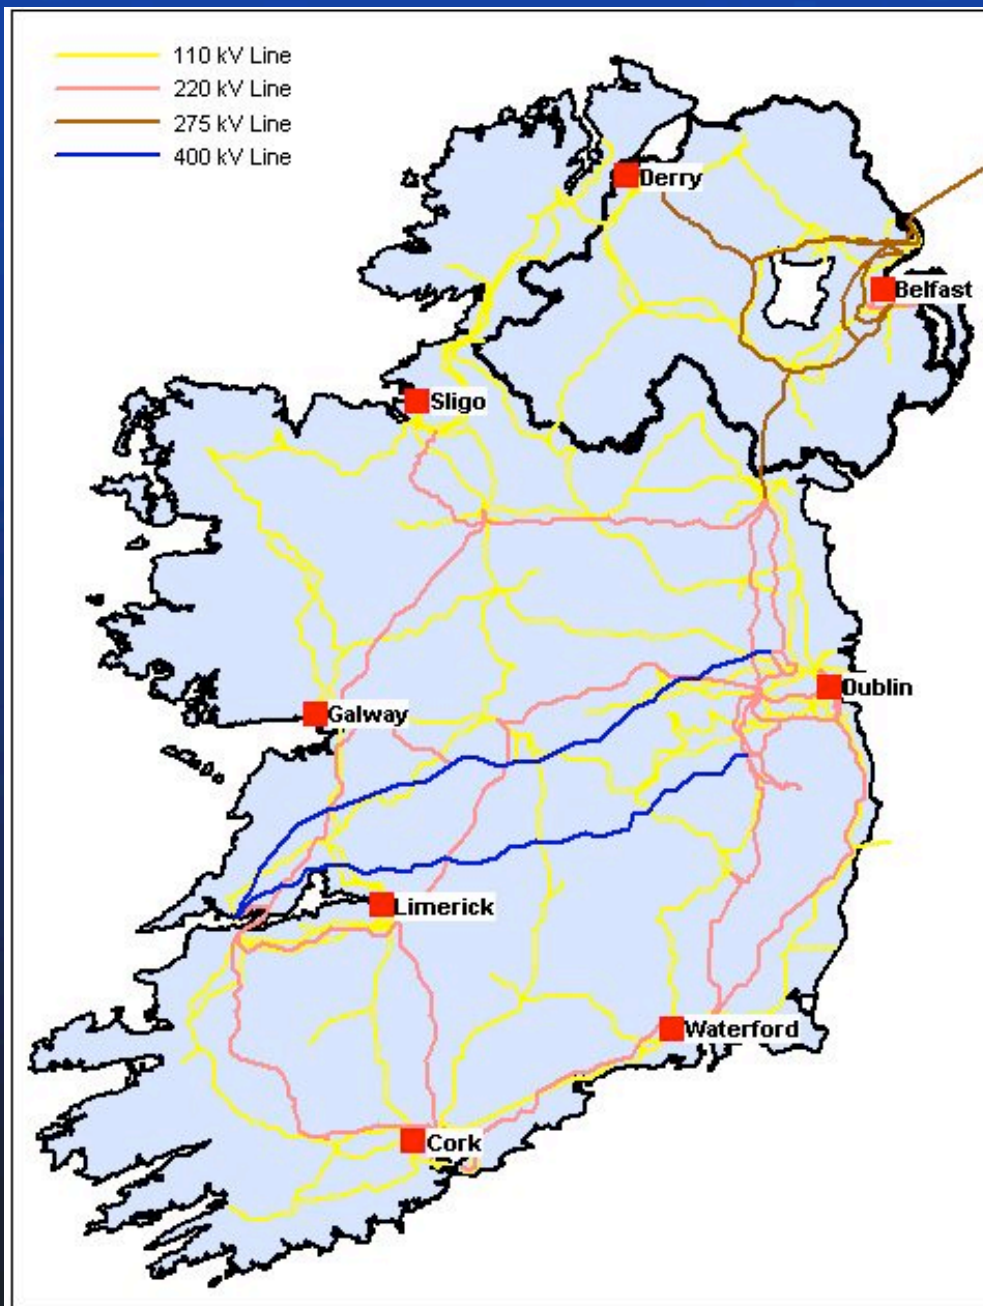 110 kV Line
220 kV Line
275 kV Line
400 kV Line
Derry
Belfast
Sligo
Dublin
Galway
Limerick
Waterford
Cork